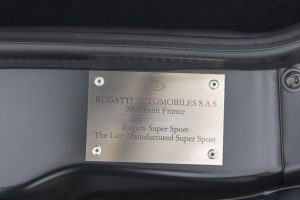 BUGATTI AUTOMOBILES S.A.S
Molsheim France
Bugatti Super Sport
The Last Manufactured Super Sport